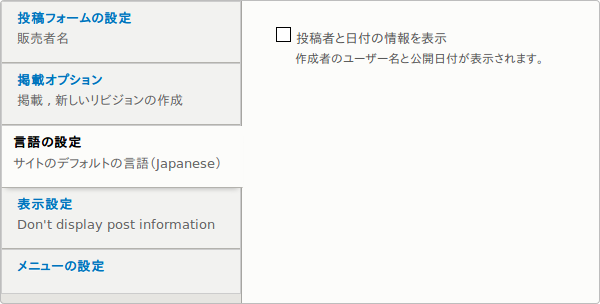 投稿フォームの設定
販売者名
掲載オプション
掲載 , 新しいリビジョンの作成
言語の設定
サイトのデフォルトの言語（Japanese）
表示設定
Don't display post information
メニューの設定
投稿者と日付の情報を表示
作成者のユーザー名と公開日付が表示されます。